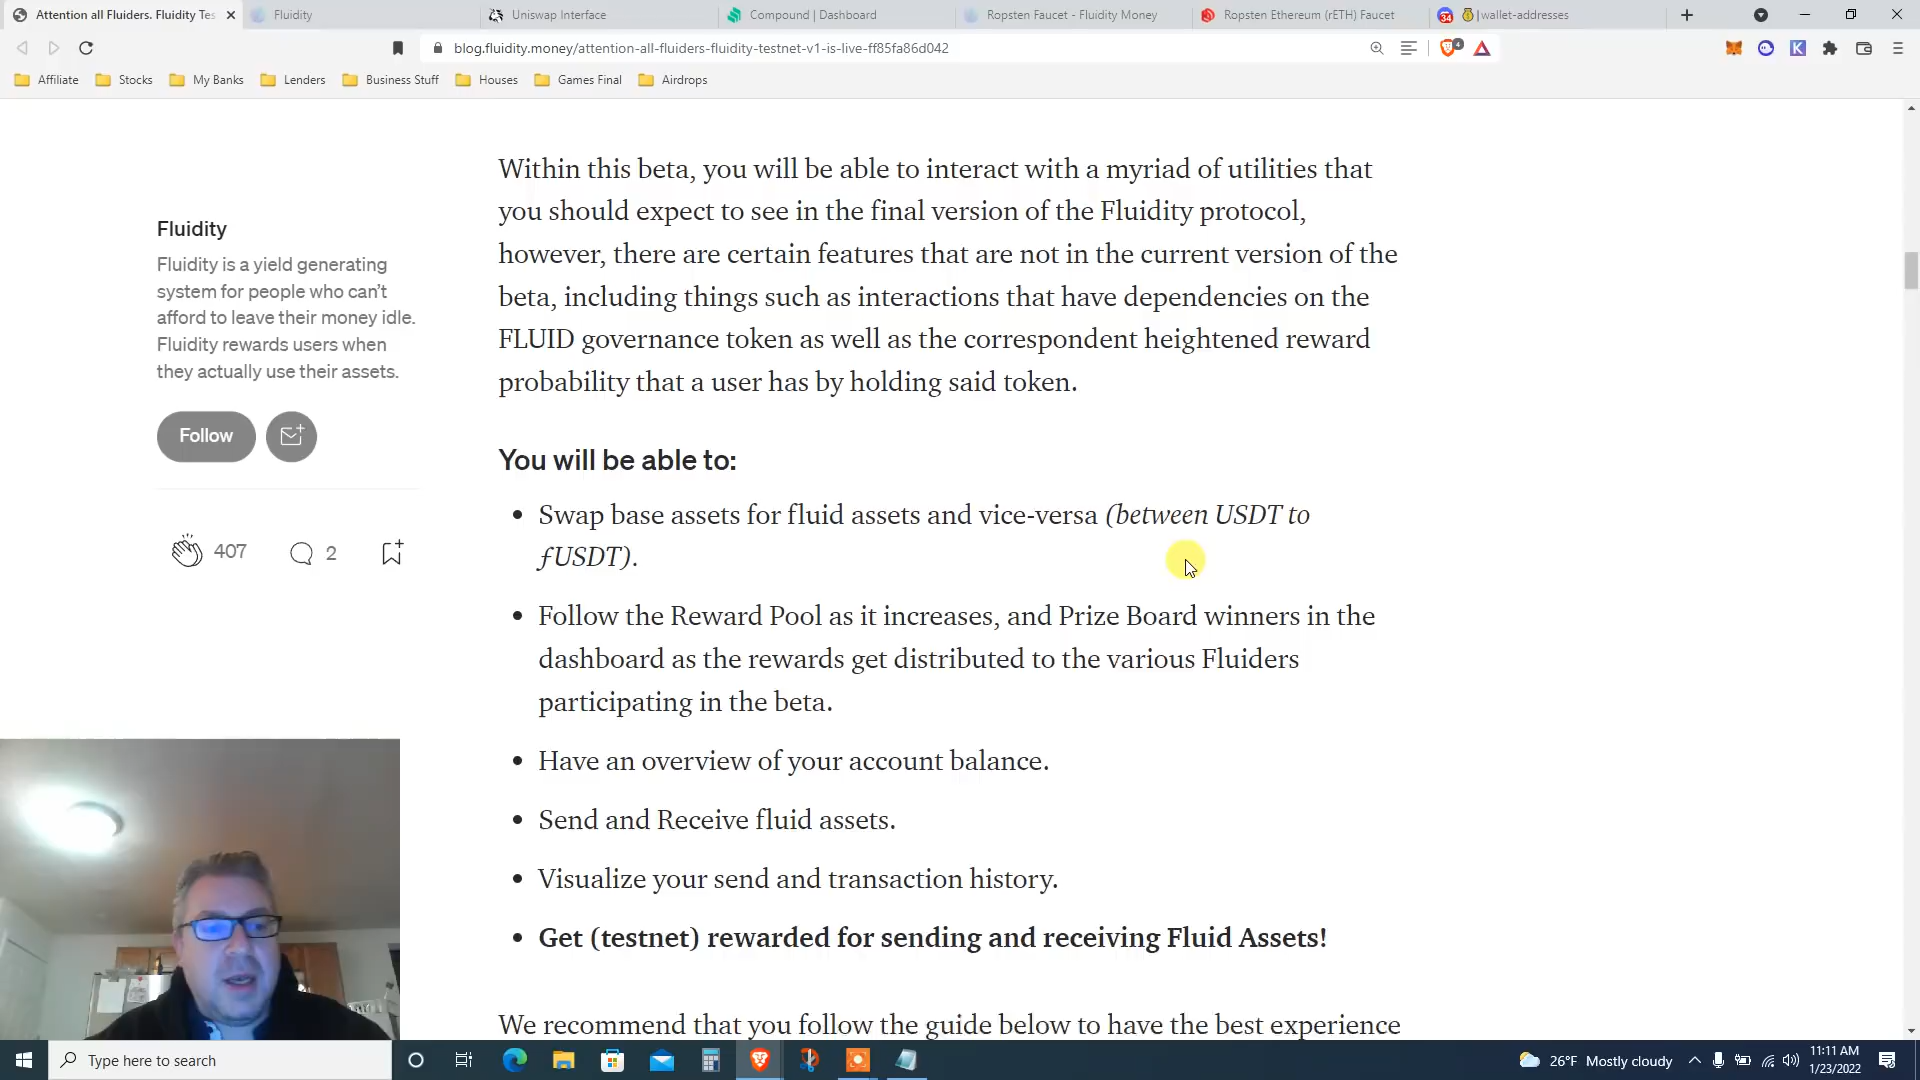 Attention all Fluiders. Fluidity Tes
Fluidity
Uniswap Interface
Compound | Dashboard
Ropsten Faucet - Fluidity Money
Ropsten Ethereum (rETH) Faucet
34
|wallet-addresses
blog.fluidity.money/attention-all-fluiders-fluidity-testnet-v1-is-live-ff85fa86d042
4
Affiliate
Stocks
My Banks
Lenders
Business Stuff
Houses
Games Final
Airdrops
Within this beta, you will be able to interact with a myriad of utilities that
you should expect to see in the final version of the Fluidity protocol,
however, there are certain features that are not in the current version of the
beta, including things such as interactions that have dependencies on the
FLUID governance token as well as the correspondent heightened reward
probability that a user has by holding said token.
Fluidity
Fluidity is a yield generating
system for people who can't
afford to leave their money idle.
Fluidity rewards users when
they actually use their assets.
Follow
407
2
You will be able to:
• Swap base assets for fluid assets and vice-versa (between USDT to
ƒUSDT).
• Follow the Reward Pool as it increases, and Prize Board winners in the
dashboard as the rewards get distributed to the various Fluiders
participating in the beta.
• Have an overview of your account balance.
• Send and Receive fluid assets.
• Visualize your send and transaction history.
• Get (testnet) rewarded for sending and receiving Fluid Assets!
We recommend that you follow the guide below to have the best experience
Type here to search
26°F Mostly cloudy
11:11 AM
1/23/2022